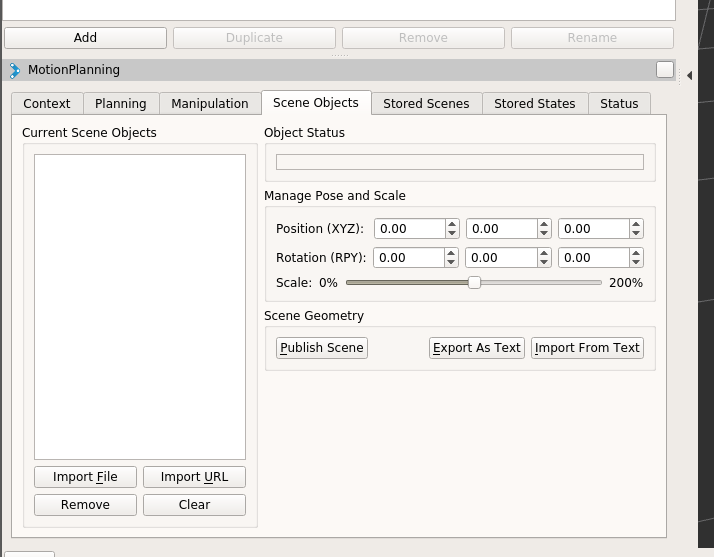 Add Duplicate Remove Rename
MotionPlanning
Context Planning Manipulation Scene Objects Stored Scenes Stored States Status
Current Scene Objects
Import File Import URL
Remove Clear
Object Status
Manage Pose and Scale
Position (XYZ): 0.00 0.00 0.00
Rotation (RPY): 0.00 0.00 0.00
Scale: 0% 200%
Scene Geometry
Publish Scene Export As Text Import From Text